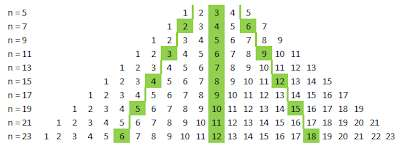 n = 5 1 2 3 4 5
n = 7 1 2 3 4 5 6 7
n = 9 1 2 3 4 5 6 7 8 9
n = 11 1 2 3 4 5 6 7 8 9 10 11
n = 13 1 2 3 4 5 6 7 8 9 10 11 12 13
n = 15 1 2 3 4 5 6 7 8 9 10 11 12 13 14 15
n = 17 1 2 3 4 5 6 7 8 9 10 11 12 13 14 15 16 17
n = 19 1 2 3 4 5 6 7 8 9 10 11 12 13 14 15 16 17 18 19
n = 21 1 2 3 4 5 6 7 8 9 10 11 12 13 14 15 16 17 18 19 20 21
n = 23 1 2 3 4 5 6 7 8 9 10 11 12 13 14 15 16 17 18 19 20 21 22 23